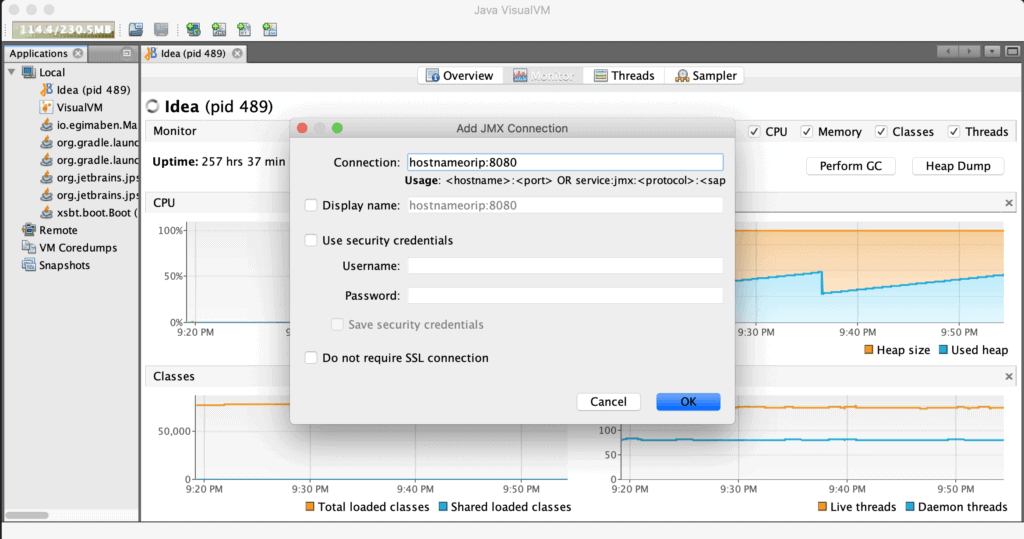 Java VisualVM
114.4/230.5MB
Applications
Idea (pid 489)
Local
Idea (pid 489)
VisualVM
io.egimaben.Ma
org.gradle.laun
org.gradle.laun
org.jetbrains.jps
org.jetbrains.jps
xsbt.boot.Boot (
Remote
VM Coredumps
Snapshots
Overview Monitor Threads Sampler
Idea (pid 489)
Monitor CPU Memory Classes Threads
Uptime: 257 hrs 37 min
Perform GC Heap Dump
Add JMX Connection
Connection: hostnameorip:8080
Usage: <hostname>:<port> OR service:jmx:<protocol>:<sap
Display name: hostnameorip:8080
Use security credentials
Username:
Password:
Save security credentials
Do not require SSL connection
Cancel OK
CPU
100%
50%
0%
9:20 PM
9:30 PM 9:40 PM 9:50 PM
Heap size Used heap
Classes
50,000
0
9:20 PM 9:30 PM 9:40 PM 9:50 PM
Total loaded classes Shared loaded classes
100
50
0
9:20 PM 9:30 PM 9:40 PM 9:50 PM
Live threads Daemon threads